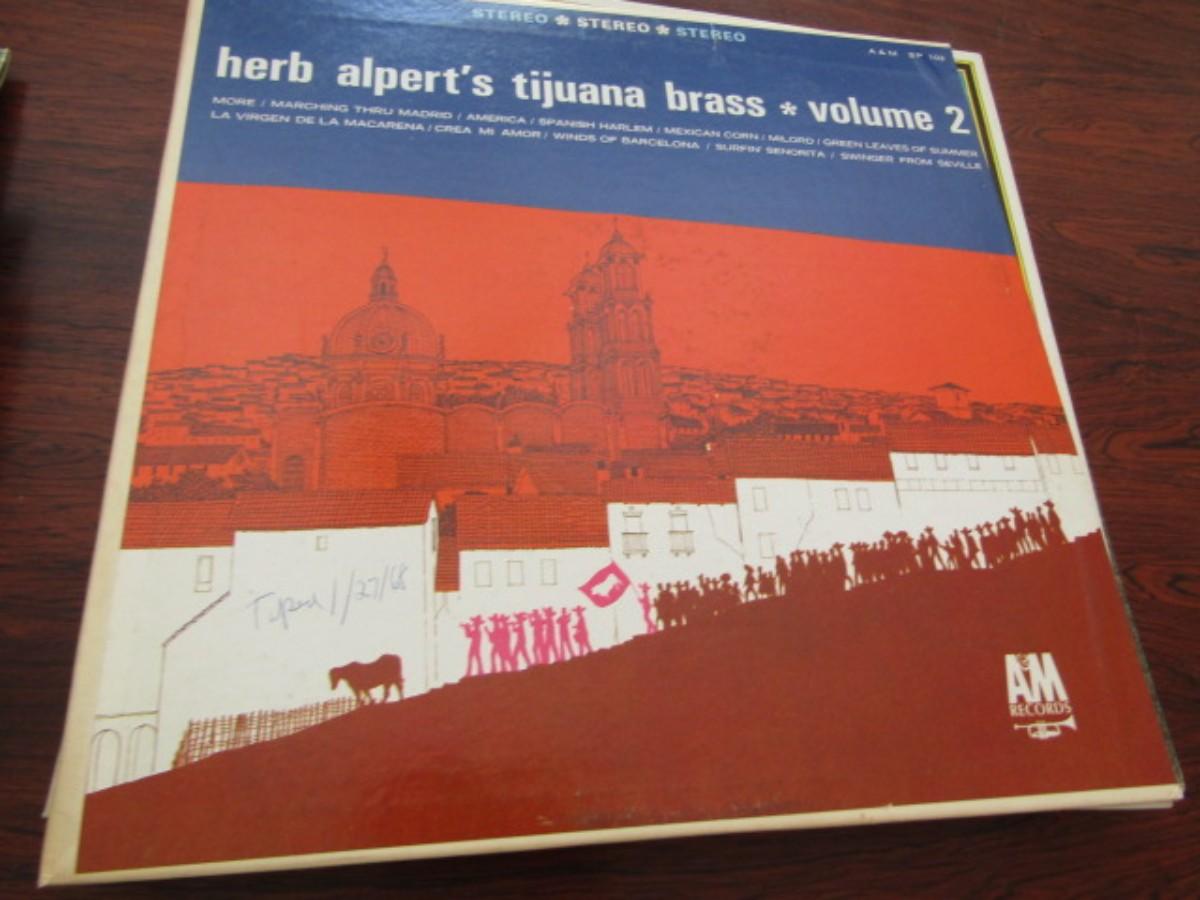 STEREO * STEREO * STEREO
A&M SP 103
herb alpert's tijuana brass * volume 2
MORE / MARCHING THRU MADRID / AMERICA / SPANISH HARLEM / MEXICAN CORN / MILORD / GREEN LEAVES OF SUMMER
LA VIRGEN DE LA MACARENA / CREA MI AMOR / WINDS OF BARCELONA / SURFIN' SENORITA / SWINGER FROM SEVILLE
Taped 1/27/68
A&M
RECORDS